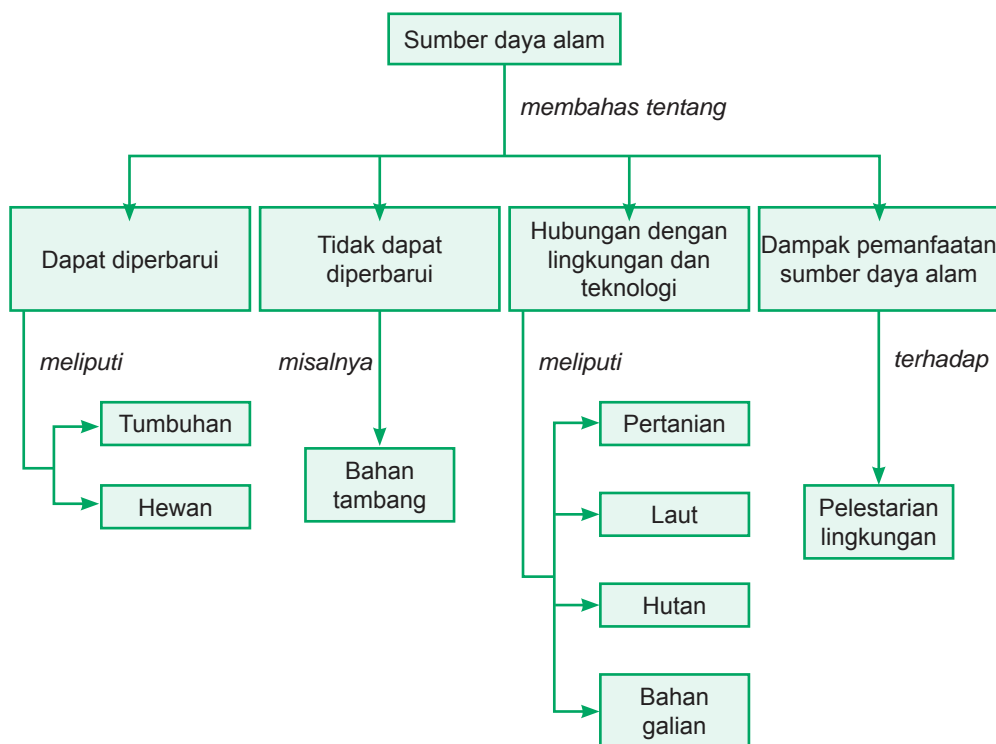 Sumber daya alam
membahas tentang
Dapat diperbarui
Tidak dapat
diperbarui
Hubungan dengan
lingkungan dan
teknologi
Dampak pemanfaatan
sumber daya alam
meliputi
misalnya
meliputi
terhadap
Tumbuhan
Hewan
Bahan
tambang
Pertanian
Laut
Hutan
Bahan
galian
Pelestarian
lingkungan